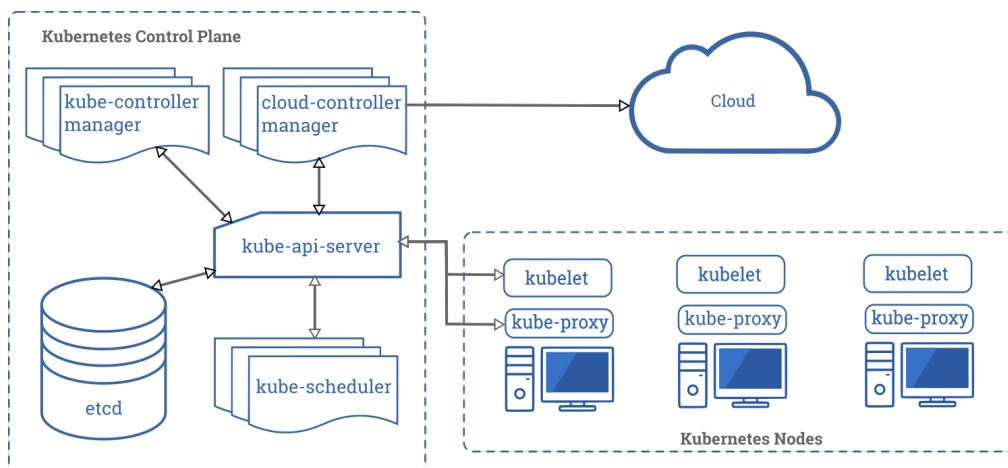 Kubernetes Control Plane
kube-controller
manager
cloud-controller
manager
Cloud
kube-api-server
etcd
kube-scheduler
kubelet
kubelet
kubelet
kube-proxy
kube-proxy
kube-proxy
Kubernetes Nodes